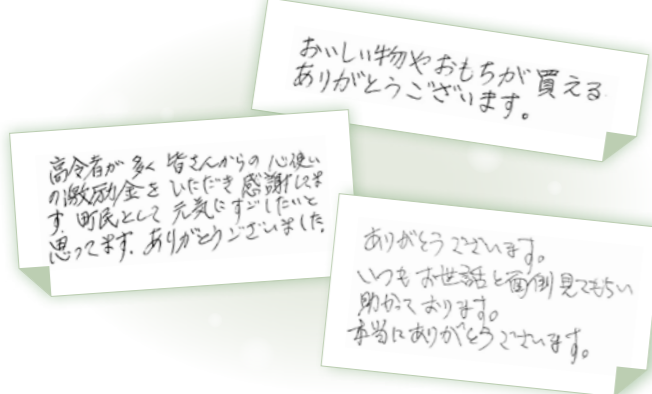 おいしい物やおもちが買える
ありがとうございます。
高令者が多く皆さんからの心使い
の激励金をいただき感謝してま
す。町民として元気にすごしたいと
思ってます。ありがとうございました。
ありがとうございます。
いつもお世話と面倒見てもらい
助かっております。
本当にありがとうございます。